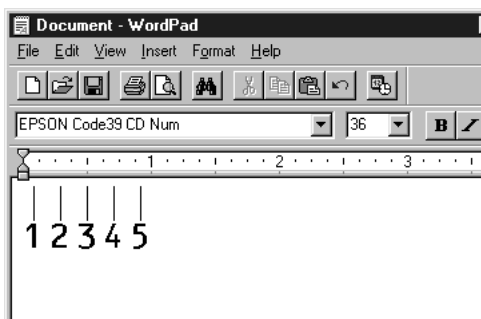 Document - WordPad
File Edit View Insert Format Help
EPSON Code39 CD Num 36 B I
1 2 3
1 2 3 4 5